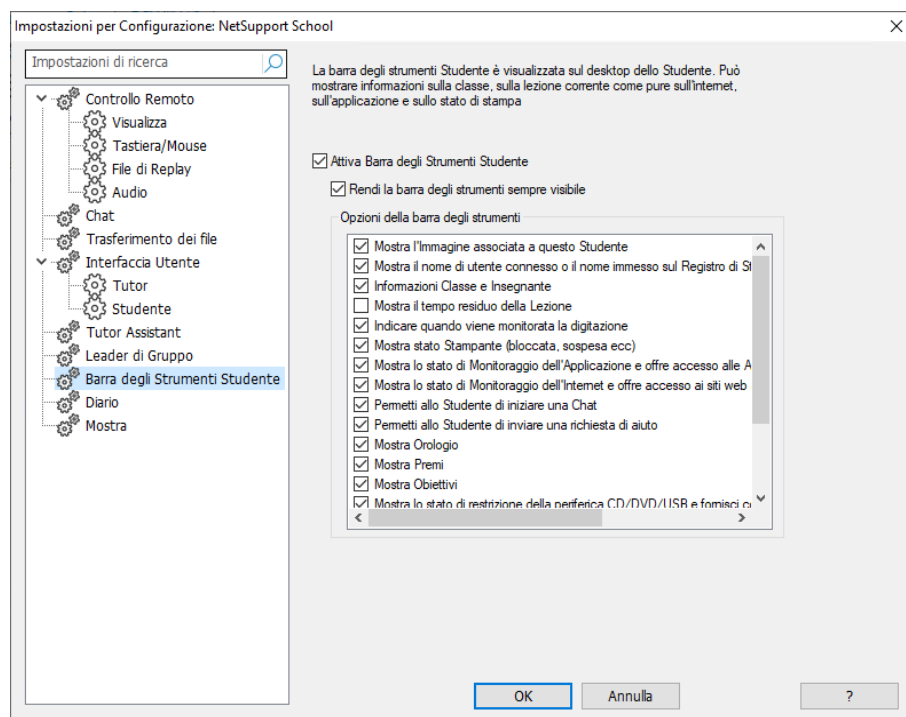 Impostazioni per Configurazione: NetSupport School
Impostazioni di ricerca
Controllo Remoto
Visualizza
Tastiera/Mouse
File di Replay
Audio
Chat
Trasferimento dei file
Interfaccia Utente
Tutor
Studente
Tutor Assistant
Leader di Gruppo
Barra degli Strumenti Studente
Diario
Mostra
La barra degli strumenti Studente è visualizzata sul desktop dello Studente. Può
mostrare informazioni sulla classe, sulla lezione corrente come pure sull'internet,
sull'applicazione e sullo stato di stampa
Attiva Barra degli Strumenti Studente
Rendi la barra degli strumenti sempre visibile
Opzioni della barra degli strumenti
Mostra l'Immagine associata a questo Studente
Mostra il nome di utente connesso o il nome immesso sul Registro di St
Informazioni Classe e Insegnante
Mostra il tempo residuo della Lezione
Indicare quando viene monitorata la digitazione
Mostra stato Stampante (bloccata, sospesa ecc)
Mostra lo stato di Monitoraggio dell'Applicazione e offre accesso alle A
Mostra lo stato di Monitoraggio dell'Internet e offre accesso ai siti web
Permetti allo Studente di iniziare una Chat
Permetti allo Studente di inviare una richiesta di aiuto
Mostra Orologio
Mostra Premi
Mostra Obiettivi
Mostra lo stato di restrizione della periferica CD/DVD/USB e fornisci
OK
Annulla
?